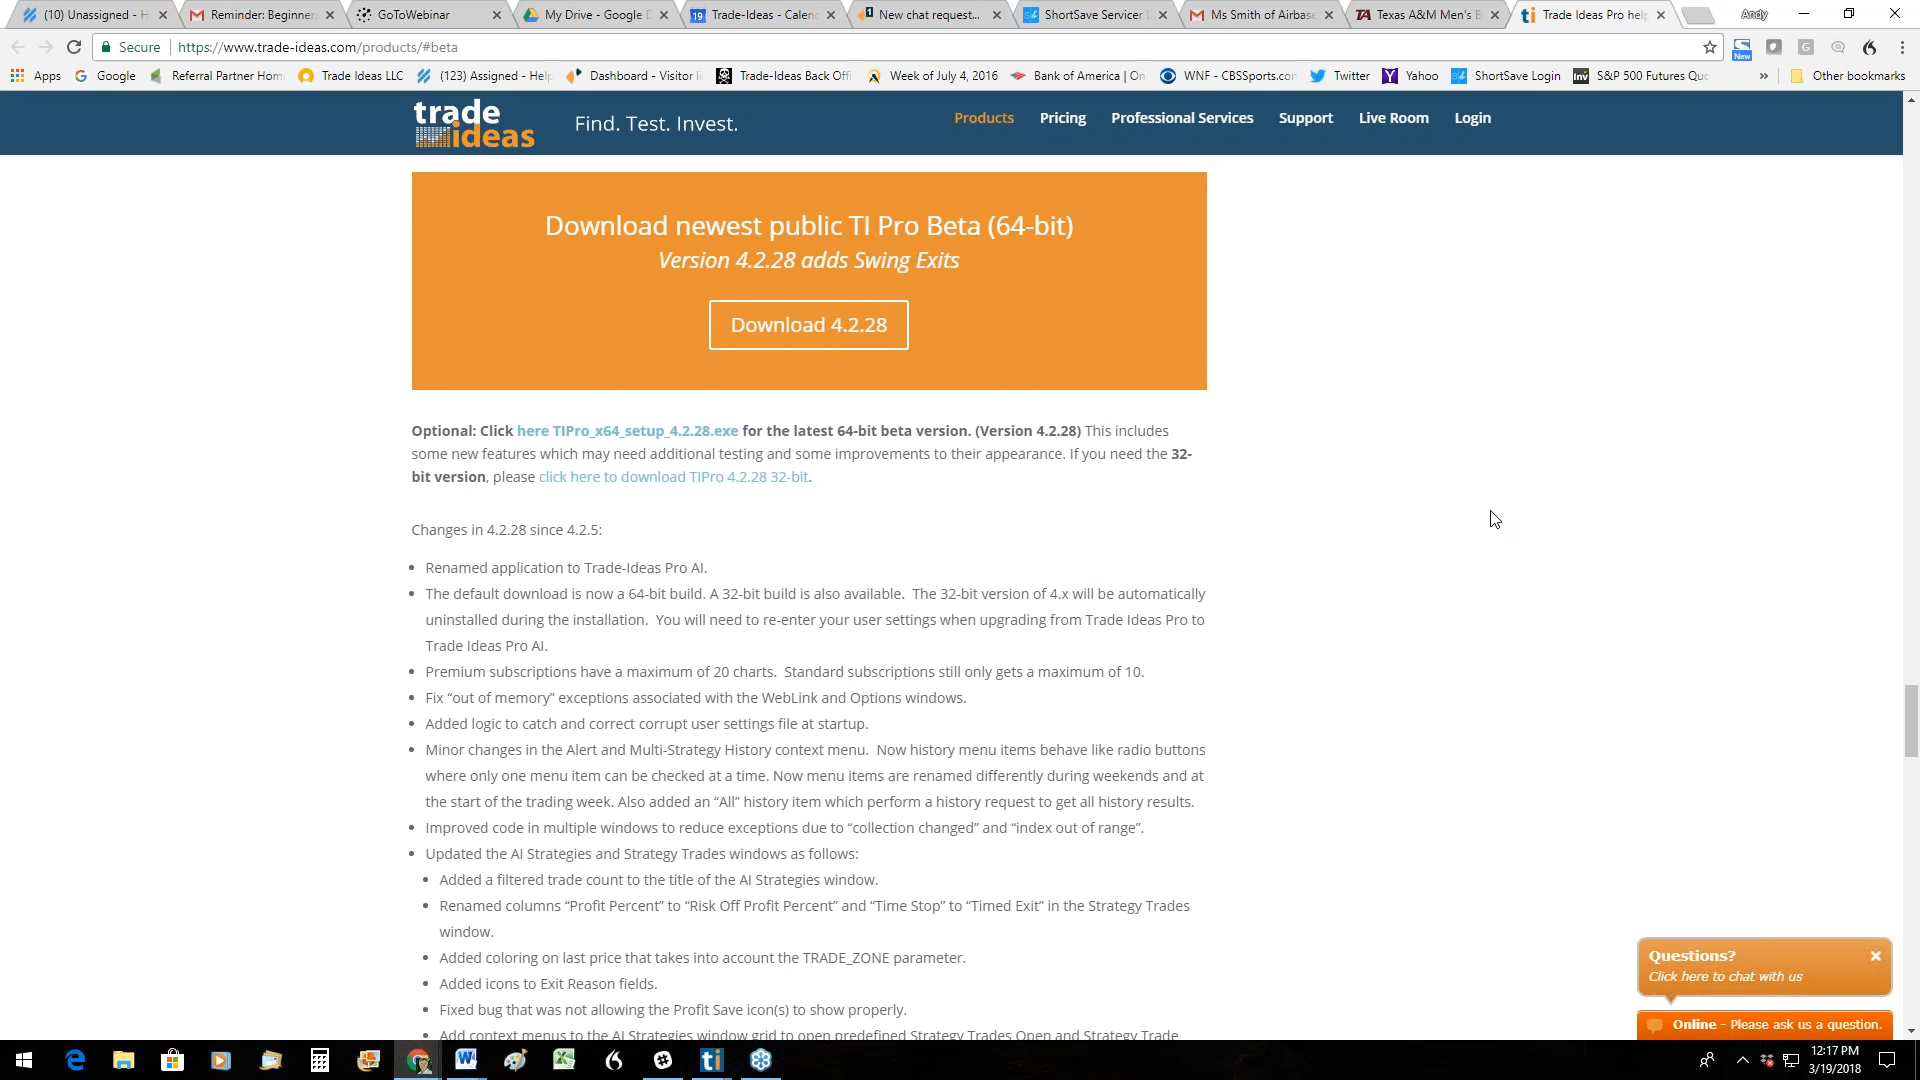 (10) Unassigned - H
Reminder: Beginner
GoToWebinar
My Drive - Google D
Trade-Ideas - Calen
New chat request...
ShortSave Servicer D
Ms Smith of Airbase
Texas A&M Men's B
Trade Ideas Pro help
Andy
Secure
https://www.trade-ideas.com/products/#beta
New
Apps
Google
Referral Partner Hom
Trade Ideas LLC
(123) Assigned - Help
Dashboard - Visitor li
Trade-Ideas Back Offi
Week of July 4, 2016
Bank of America | On
WNF - CBSSports.com
Twitter
Yahoo
ShortSave Login
S&P 500 Futures Quo
»
Other bookmarks
trade
ideas
Find. Test. Invest.
Products
Pricing
Professional Services
Support
Live Room
Login
Download newest public TI Pro Beta (64-bit)
Version 4.2.28 adds Swing Exits
Download 4.2.28
Optional: Click here TIPro_x64_setup_4.2.28.exe for the latest 64-bit beta version. (Version 4.2.28) This includes
some new features which may need additional testing and some improvements to their appearance. If you need the 32-
bit version, please click here to download TIPro 4.2.28 32-bit.
Changes in 4.2.28 since 4.2.5:
• Renamed application to Trade-Ideas Pro AI.
• The default download is now a 64-bit build. A 32-bit build is also available. The 32-bit version of 4.x will be automatically
uninstalled during the installation. You will need to re-enter your user settings when upgrading from Trade Ideas Pro to
Trade Ideas Pro AI.
• Premium subscriptions have a maximum of 20 charts. Standard subscriptions still only gets a maximum of 10.
• Fix “out of memory” exceptions associated with the WebLink and Options windows.
• Added logic to catch and correct corrupt user settings file at startup.
• Minor changes in the Alert and Multi-Strategy History context menu. Now history menu items behave like radio buttons
where only one menu item can be checked at a time. Now menu items are renamed differently during weekends and at
the start of the trading week. Also added an “All” history item which perform a history request to get all history results.
• Improved code in multiple windows to reduce exceptions due to “collection changed” and “index out of range”.
• Updated the AI Strategies and Strategy Trades windows as follows:
• Added a filtered trade count to the title of the AI Strategies window.
• Renamed columns “Profit Percent” to “Risk Off Profit Percent” and “Time Stop” to “Timed Exit” in the Strategy Trades
window.
• Added coloring on last price that takes into account the TRADE_ZONE parameter.
• Added icons to Exit Reason fields.
• Fixed bug that was not allowing the Profit Save icon(s) to show properly.
• Add context menus to the AI Strategies window grid to open predefined Strategy Trades Open and Strategy Trade
Questions?
Click here to chat with us
Online - Please ask us a question.
12:17 PM
3/19/2018